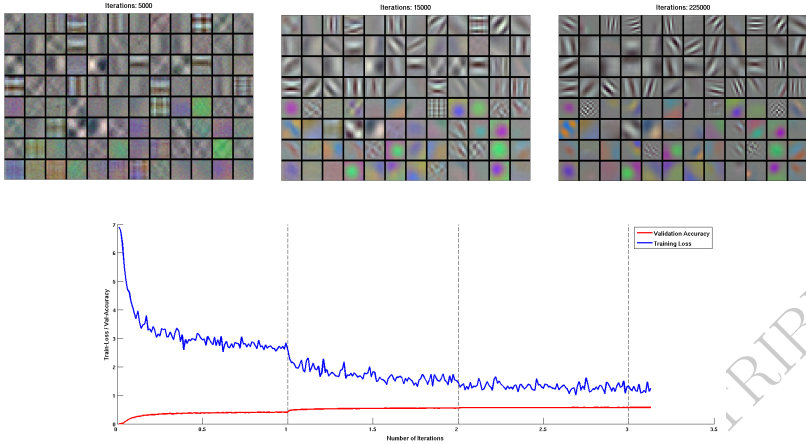 Iterations: 5000
Iterations: 15000
Iterations: 225000
Train-Loss / Val-Accuracy
7
6
5
4
3
2
1
0
0
0.5
1
1.5
2
2.5
3
3.5
Number of Iterations
Validation Accuracy
Training Loss
TRIP